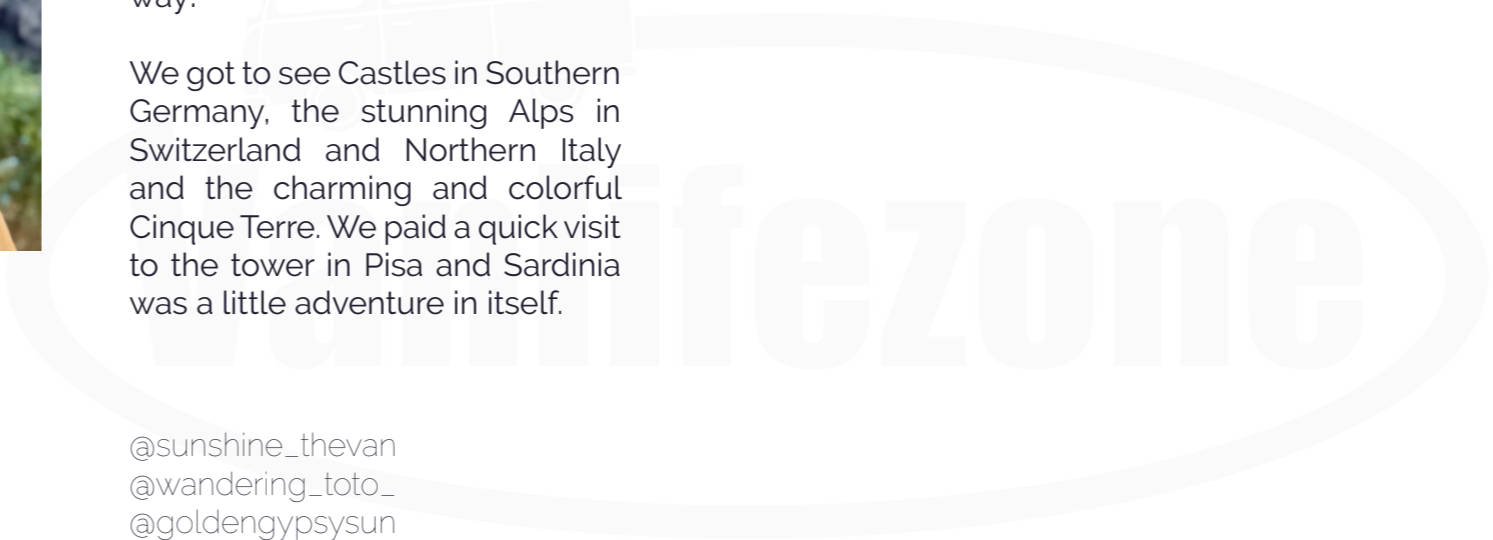 way.
We got to see Castles in Southern
Germany, the stunning Alps in
Switzerland and Northern Italy
and the charming and colorful
Cinque Terre. We paid a quick visit
to the tower in Pisa and Sardinia
was a little adventure in itself.
Vanlifezone
@sunshine_thevan
@wandering_toto_
@goldengypsysun